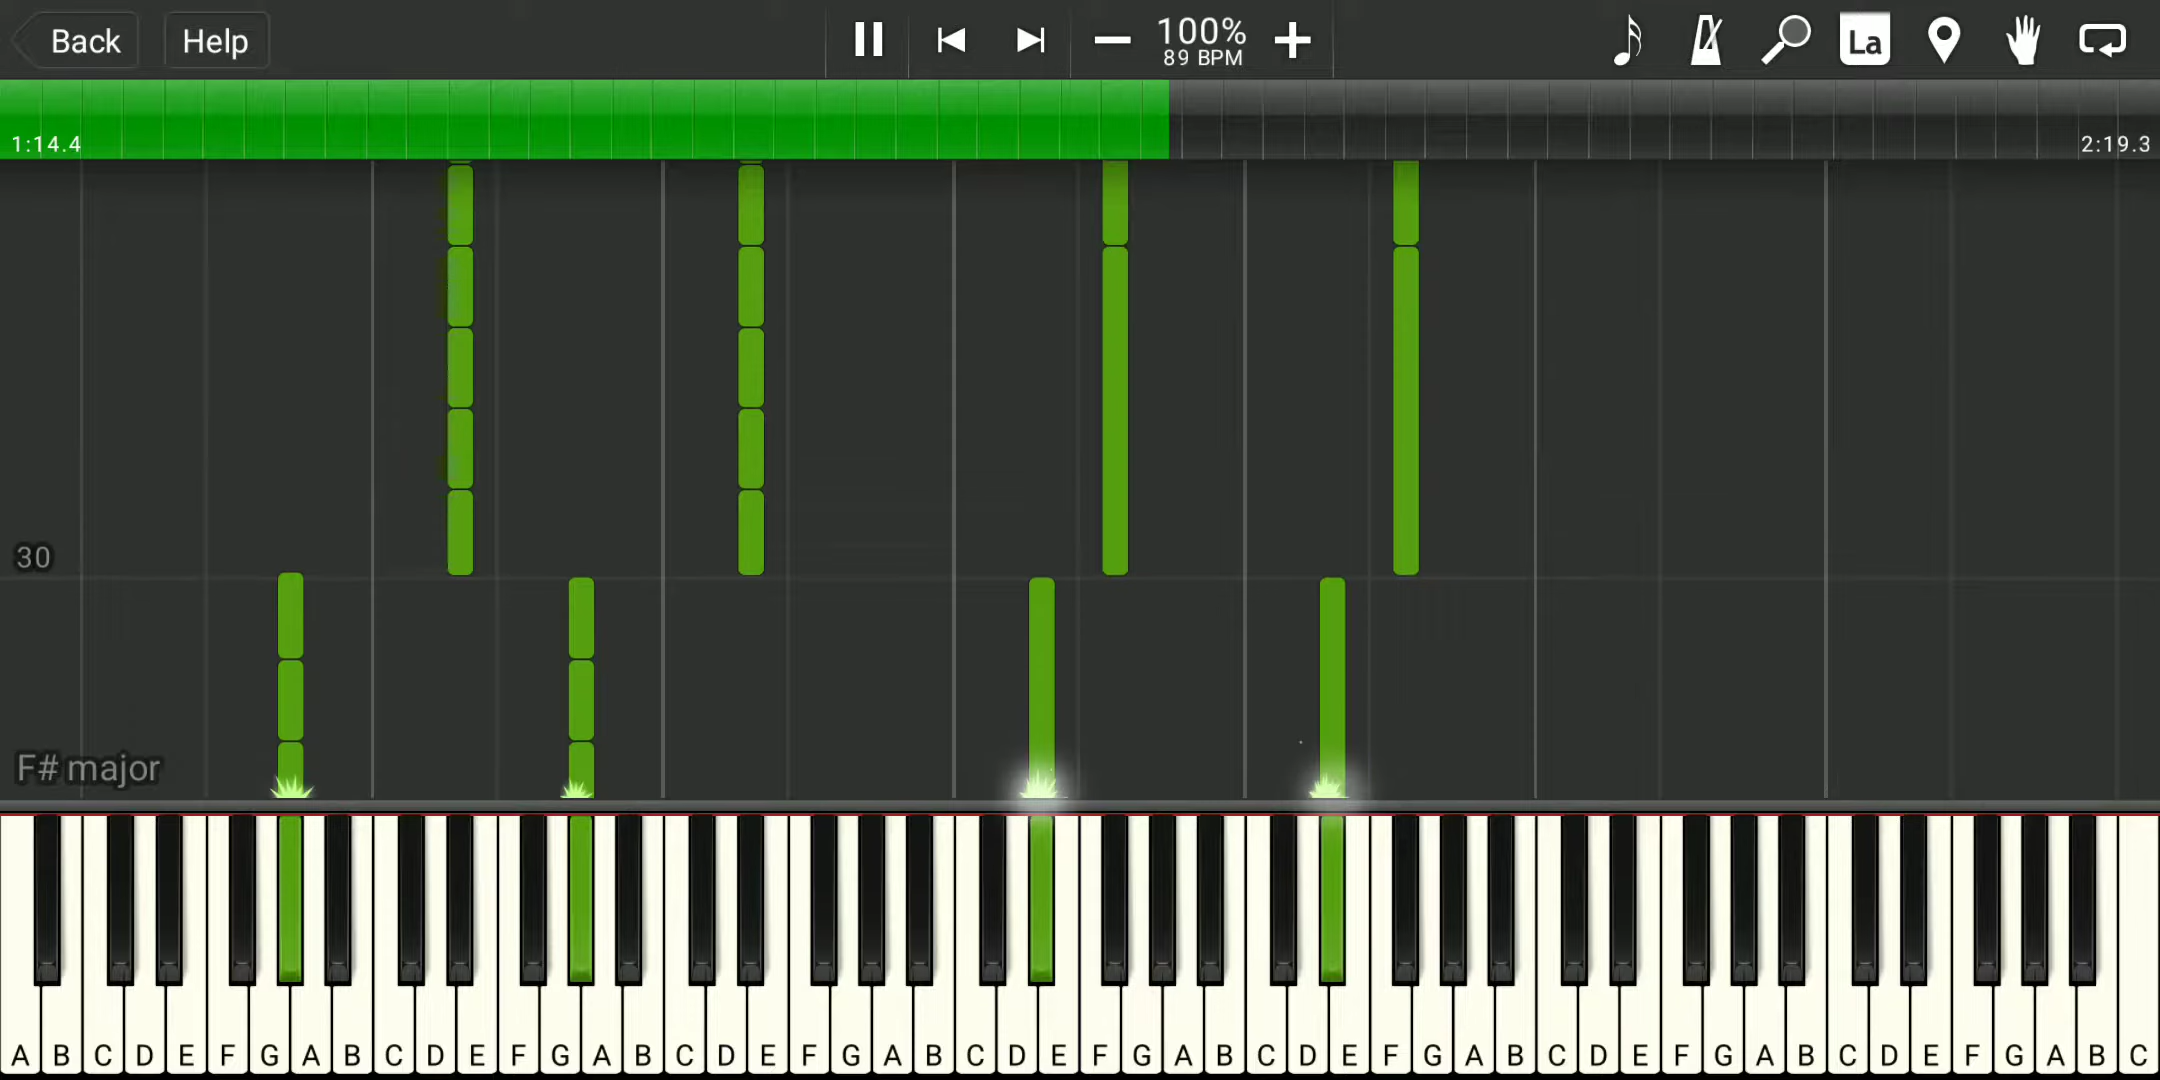 Back Help 100% La
89 BPM
1:14.4 2:19.3
30
F# major
A B C D E F G A B C D E F G A B C D E F G A B C D E F G A B C D E F G A B C D E F G A B C D E F G A B C